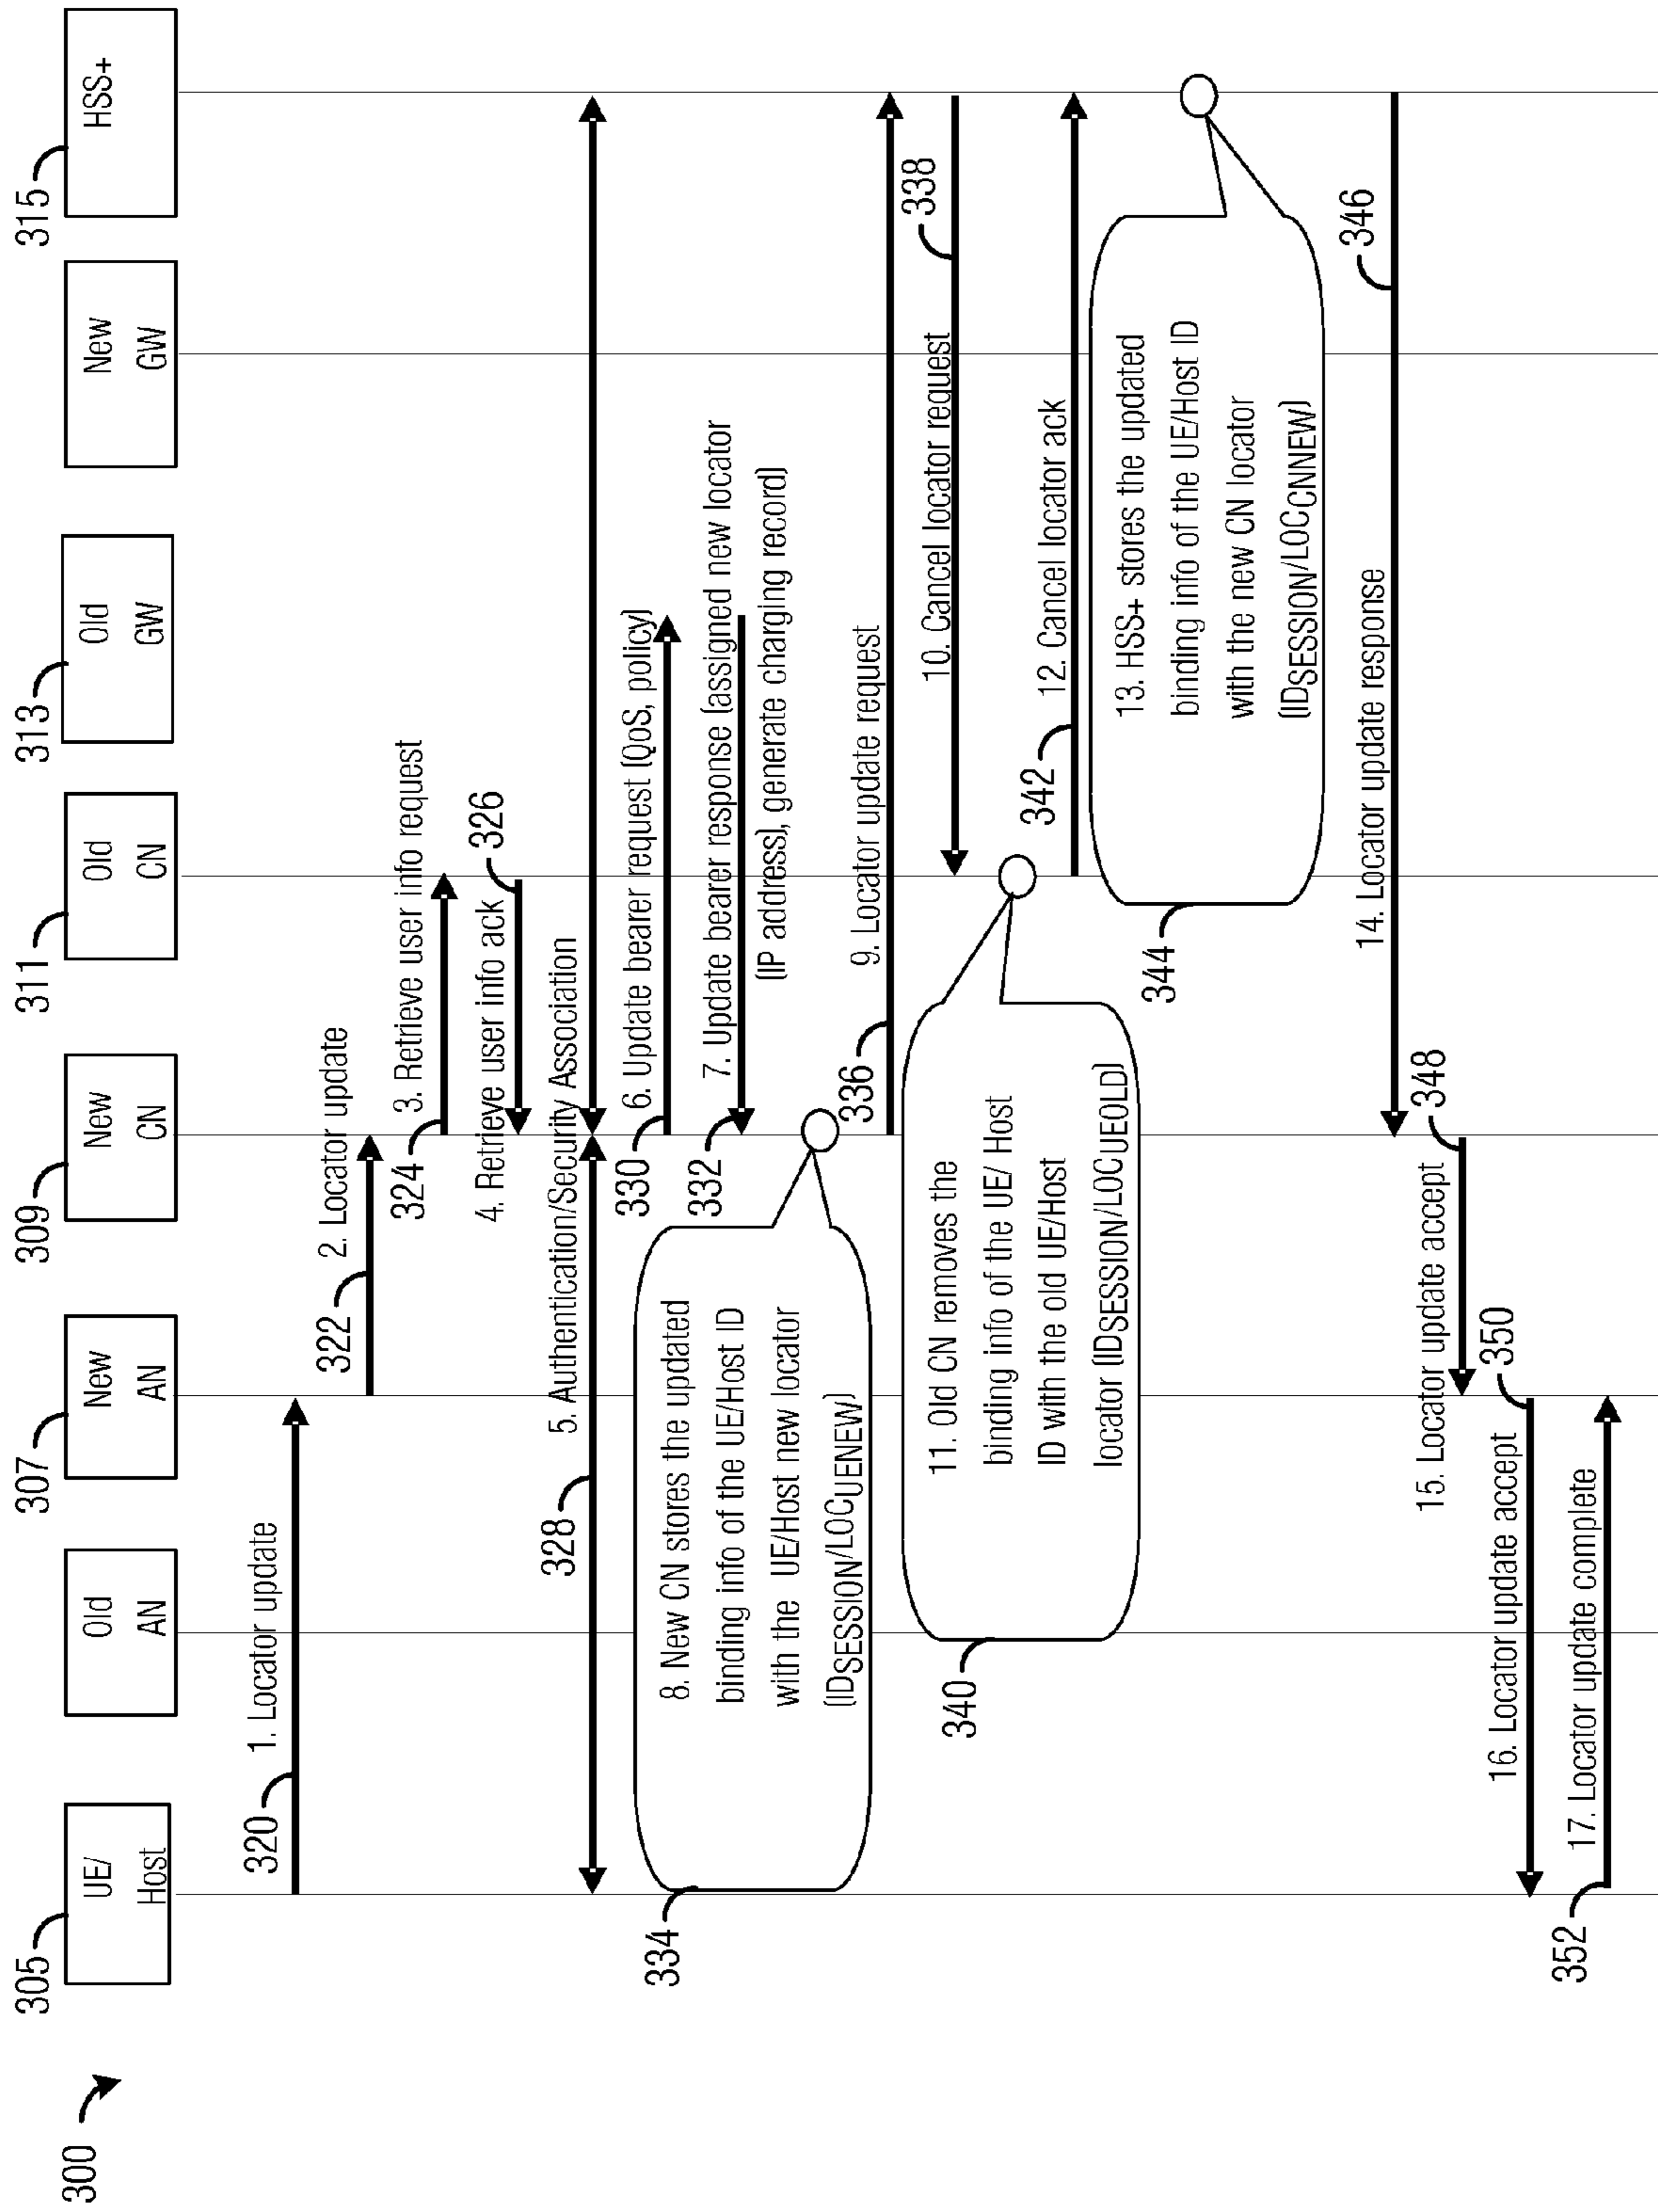 300
305
307
309
311
313
315
UE/
Host
Old
AN
New
AN
New
CN
Old
CN
Old
GW
New
GW
HSS+
1. Locator update
320
2. Locator update
322
3. Retrieve user info request
324
4. Retrieve user info ack
326
5. Authentication/Security Association
328
6. Update bearer request (QoS, policy)
330
7. Update bearer response (assigned new locator
(IP address), generate charging record)
332
8. New CN stores the updated
binding info of the UE/Host ID
with the UE/Host new locator
(IDSESSION/LOCUENEW)
334
9. Locator update request
336
10. Cancel locator request
338
11. Old CN removes the
binding info of the UE/ Host
ID with the old UE/Host
locator (IDSESSION/LOCUEOLD)
340
12. Cancel locator ack
342
13. HSS+ stores the updated
binding info of the UE/Host ID
with the new CN locator
(IDSESSION/LOCCNNEW)
344
14. Locator update response
346
15. Locator update accept
348
16. Locator update accept
350
17. Locator update complete
352